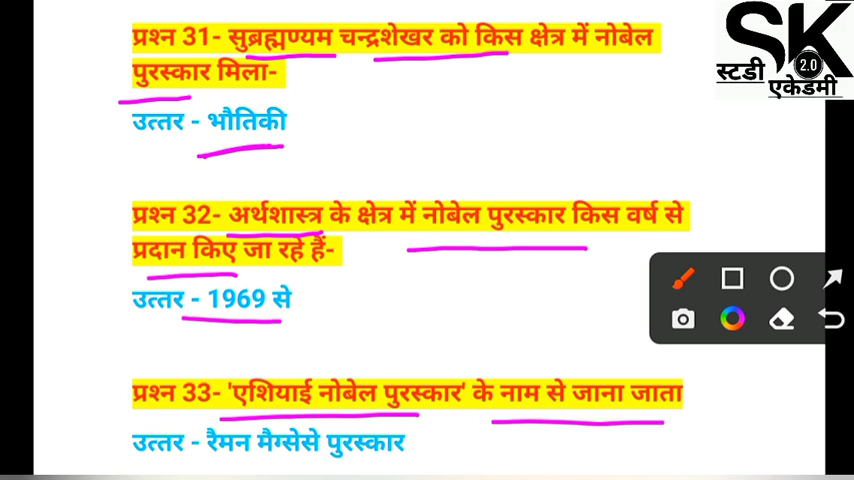 SK
2.0
स्टडी
एकेडमी
प्रश्न 31- सुब्रह्मण्यम चन्द्रशेखर को किस क्षेत्र में नोबेल
पुरस्कार मिला-
उत्तर - भौतिकी
प्रश्न 32- अर्थशास्त्र के क्षेत्र में नोबेल पुरस्कार किस वर्ष से
प्रदान किए जा रहे हैं-
उत्तर - 1969 से
प्रश्न 33- 'एशियाई नोबेल पुरस्कार' के नाम से जाना जाता
उत्तर - रैमन मैग्सेसे पुरस्कार